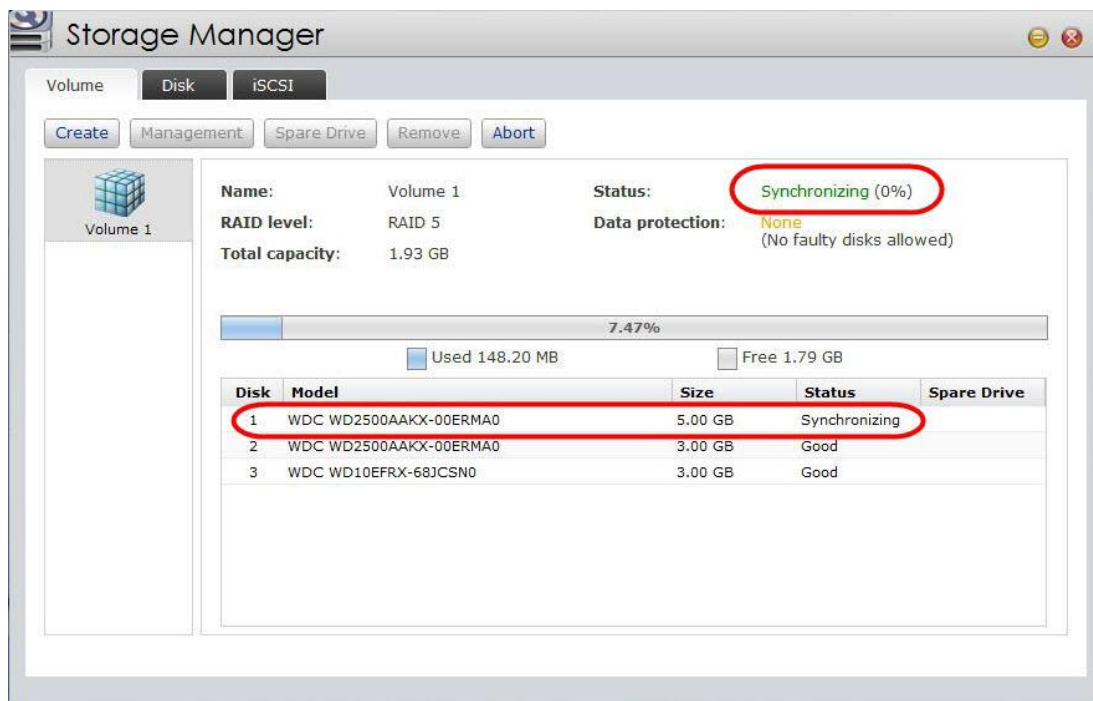 Storage Manager
Volume Disk iSCSI
Create Management Spare Drive Remove Abort
Volume 1
Name: Volume 1 Status: Synchronizing (0%)
RAID level: RAID 5 Data protection: None
(No faulty disks allowed)
Total capacity: 1.93 GB
7.47%
Used 148.20 MB Free 1.79 GB
Disk Model Size Status Spare Drive
1 WDC WD2500AAKX-00ERMA0 5.00 GB Synchronizing
2 WDC WD2500AAKX-00ERMA0 3.00 GB Good
3 WDC WD10EFRX-68JCSN0 3.00 GB Good